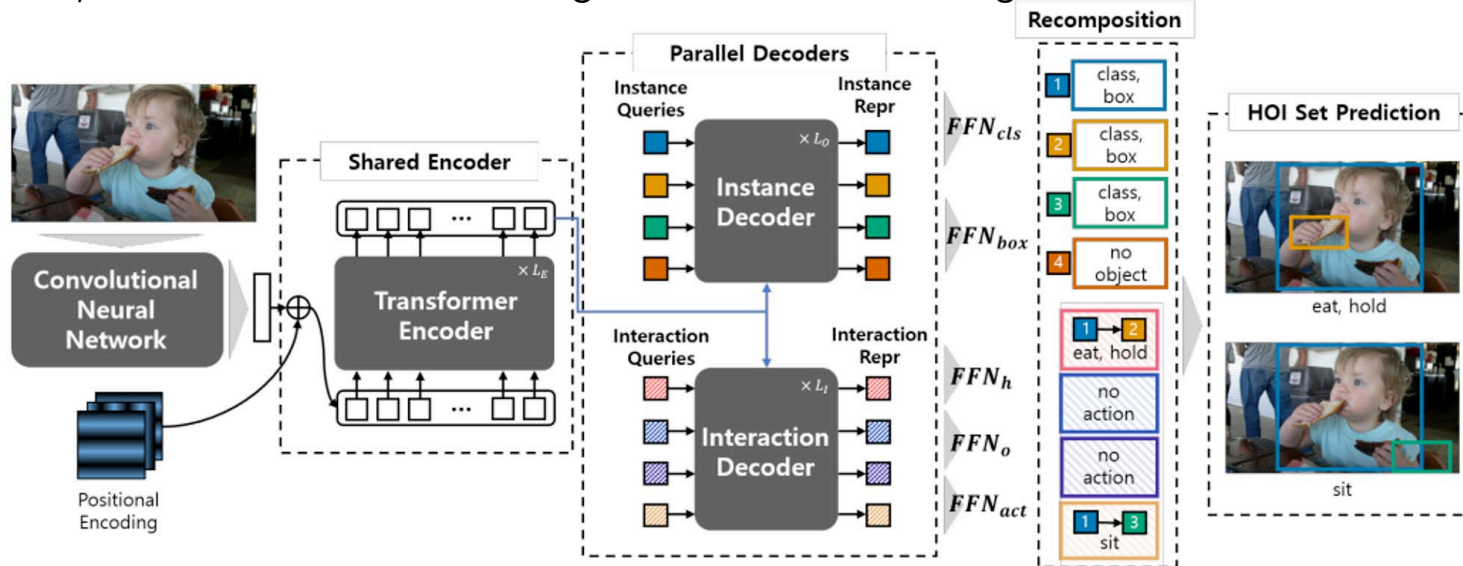 Recomposition
Parallel Decoders
Instance
Queries
Instance
Repr
× L_O
Instance
Decoder
Shared Encoder
× L_E
Transformer
Encoder
Convolutional
Neural
Network
Positional
Encoding
Interaction
Queries
Interaction
Repr
× L_I
Interaction
Decoder
FFN_cls
FFN_box
FFN_h
FFN_o
FFN_act
1
class,
box
2
class,
box
3
class,
box
4
no
object
1 2
eat, hold
no
action
no
action
1 3
sit
HOI Set Prediction
eat, hold
sit